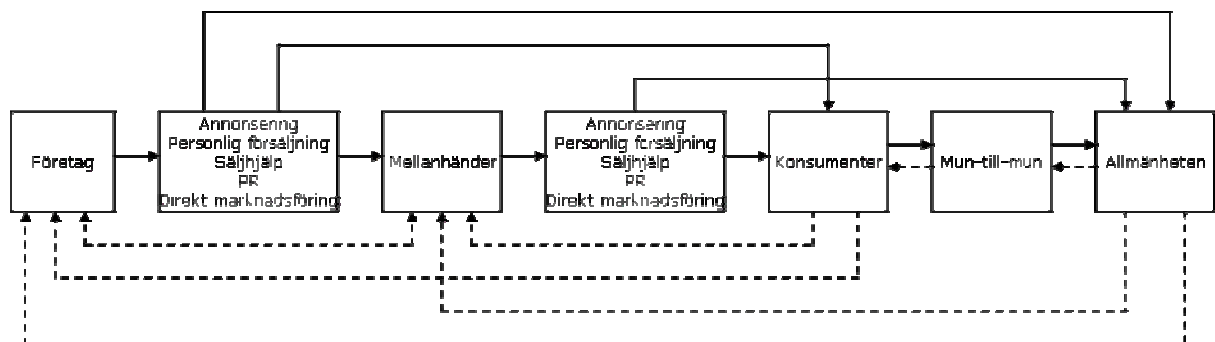 Företag
Annonsering
Personlig försäljning
Säljhjälp
PR
Direkt marknadsföring
Mellanhänder
Annonsering
Personlig försäljning
Säljhjälp
PR
Direkt marknadsföring
Konsumenter
Mun-till-mun
Allmänheten